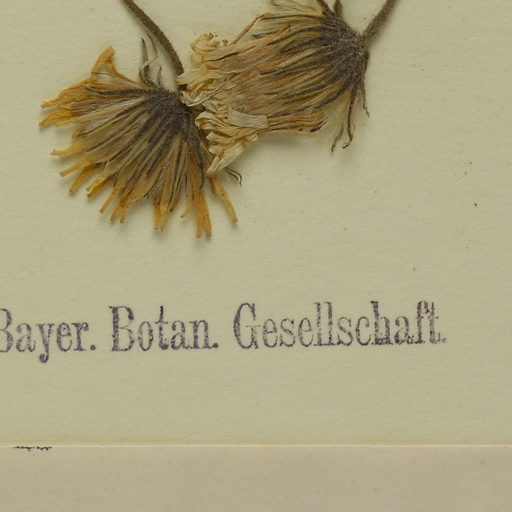 Bayer. Botan. Gesellschaft.